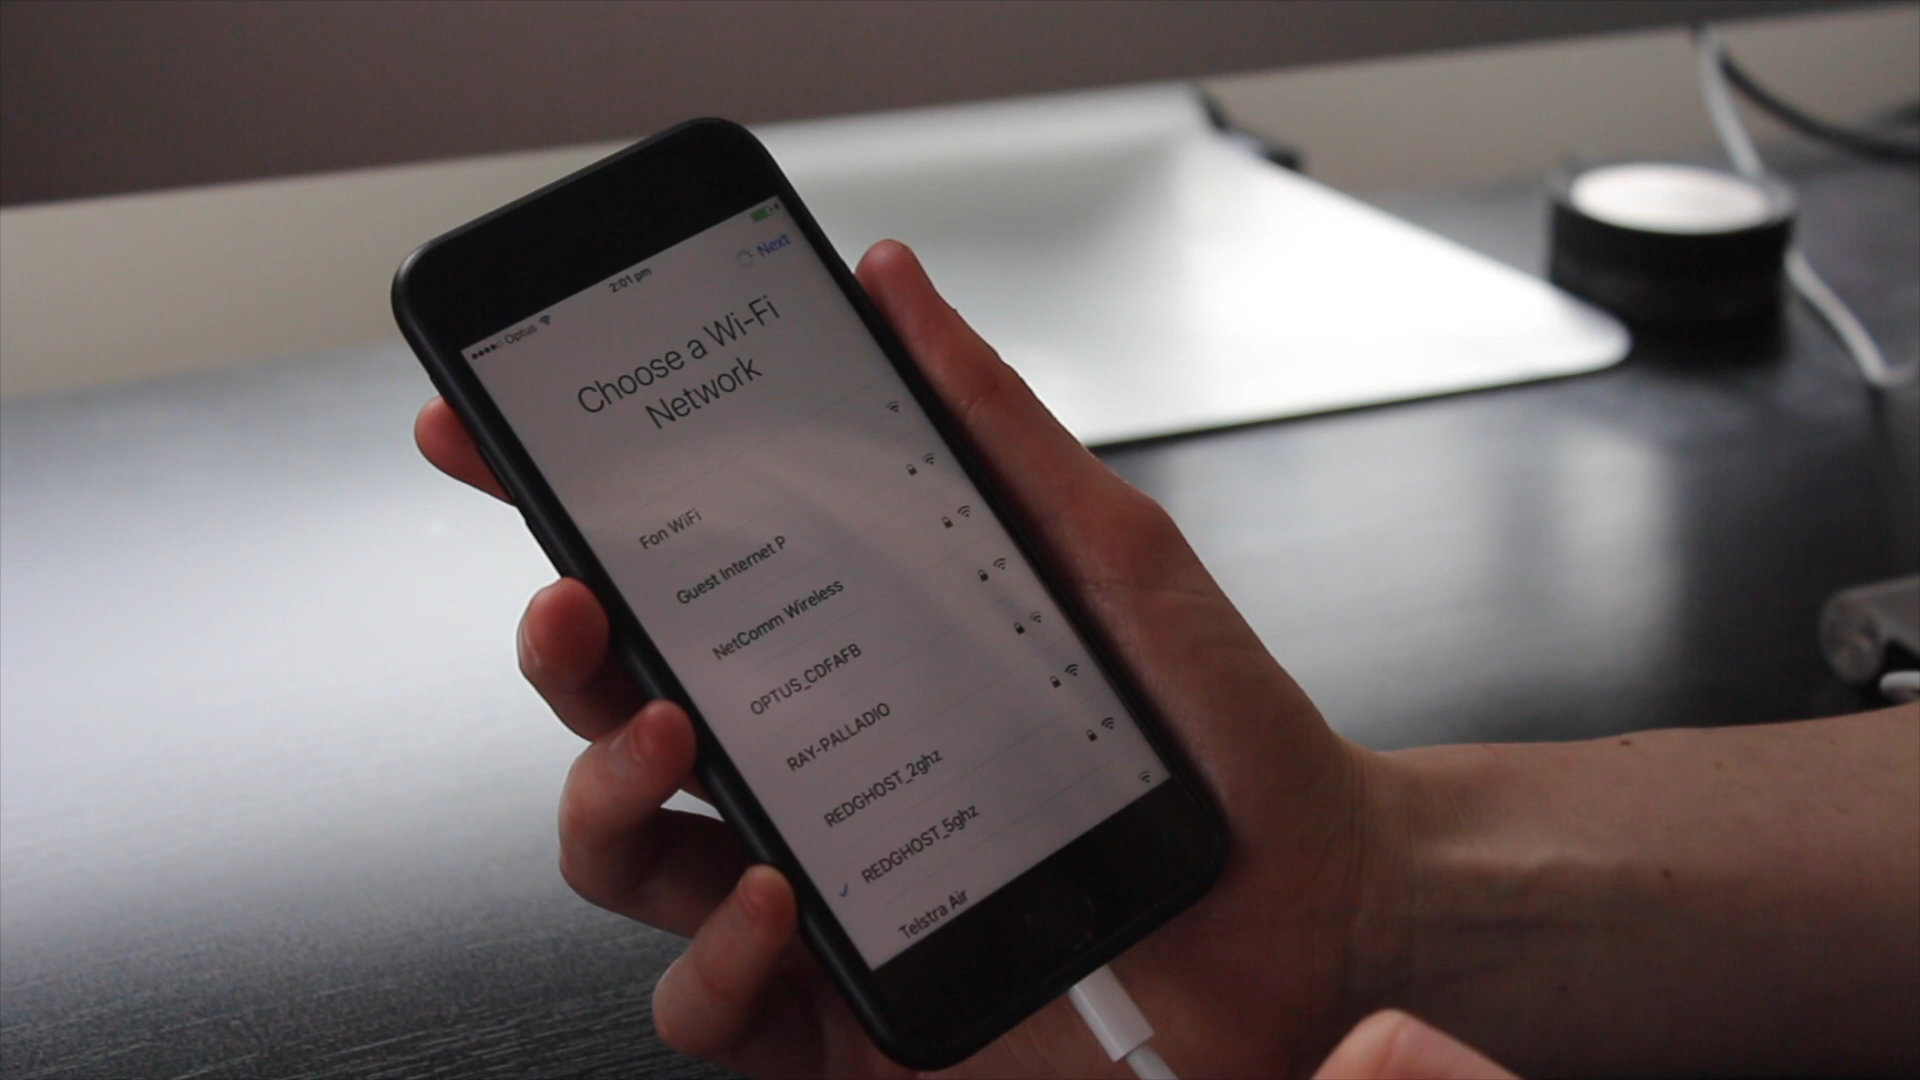 Optus
2:01 pm
Next
Choose a Wi-Fi
Network
Fon WiFi
Guest Internet P
NetComm Wireless
OPTUS_CDFAFB
RAY-PALLADIO
REDGHOST_2ghz
REDGHOST_5ghz
Telstra Air